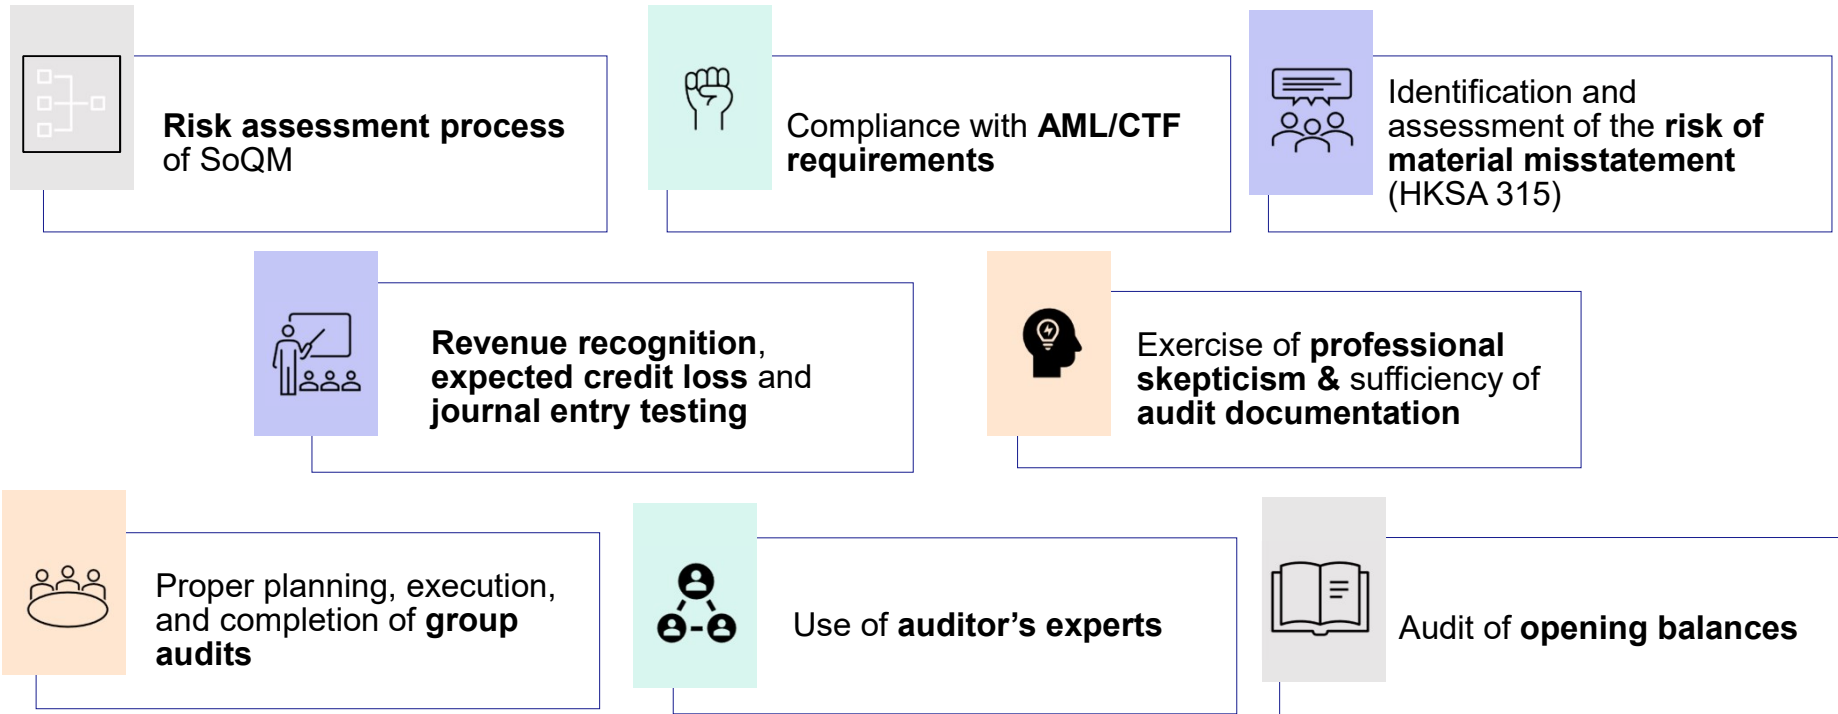 Risk assessment process
of SoQM
Compliance with AML/CTF
requirements
Identification and
assessment of the risk of
material misstatement
(HKSA 315)
Revenue recognition,
expected credit loss and
journal entry testing
Exercise of professional
skepticism & sufficiency of
audit documentation
Proper planning, execution,
and completion of group
audits
Use of auditor’s experts
Audit of opening balances